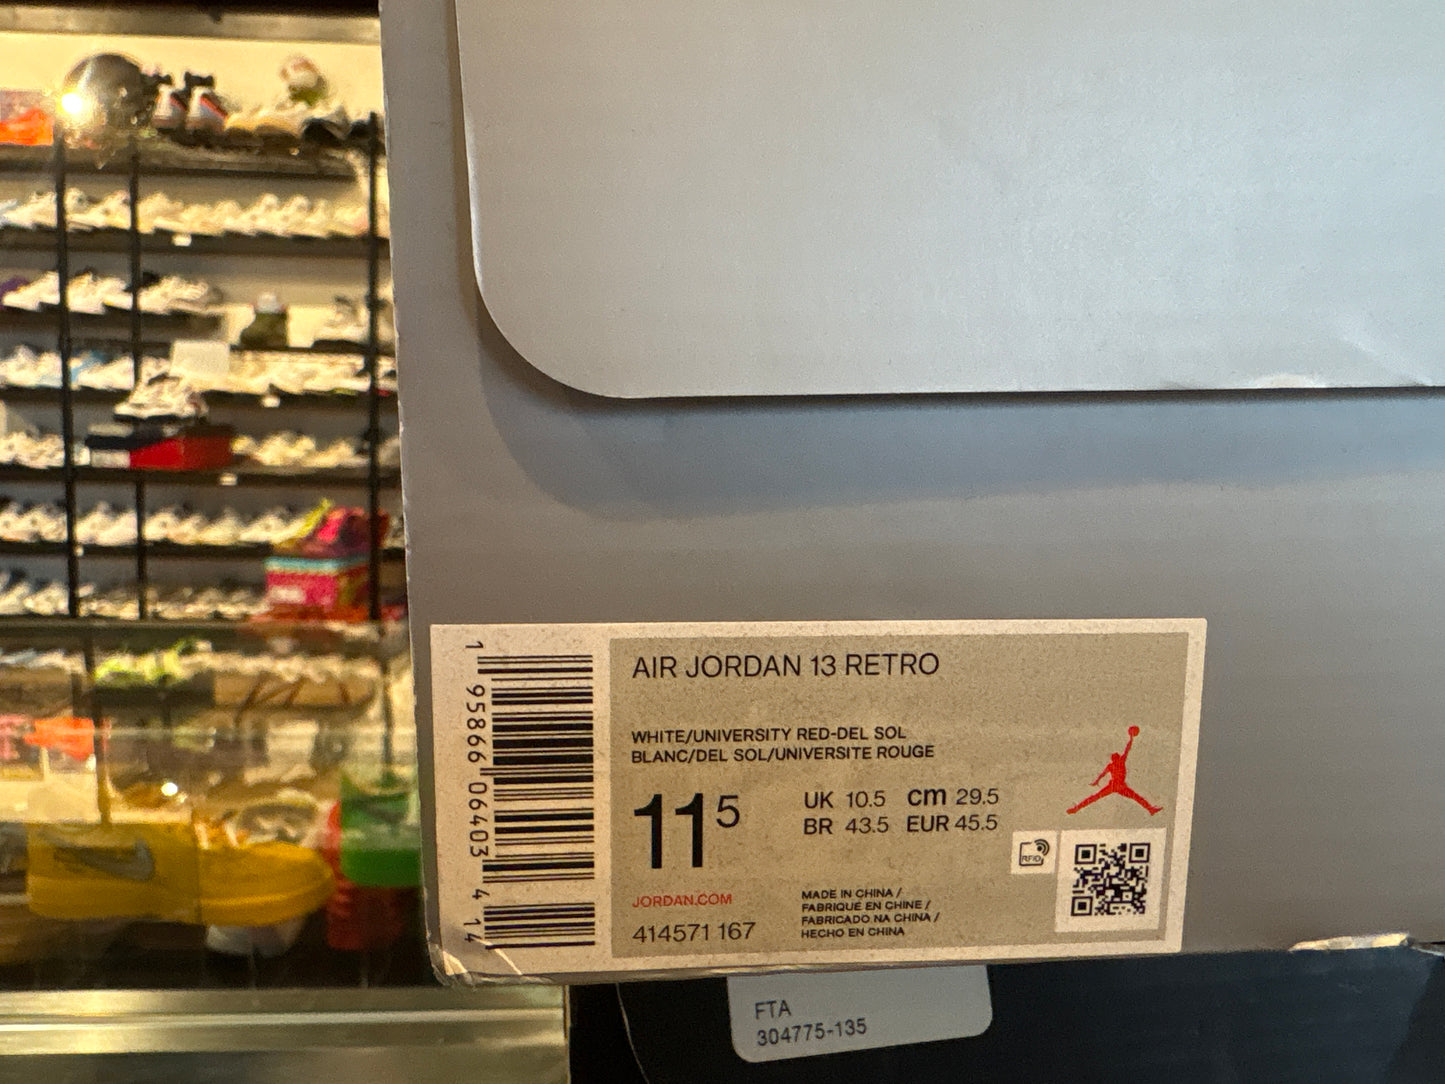 AIR JORDAN 13 RETRO
WHITE/UNIVERSITY RED-DEL SOL
BLANC/DEL SOL/UNIVERSITE ROUGE
11 5
UK 10.5 cm 29.5
BR 43.5 EUR 45.5
RFID
JORDAN.COM
414571 167
MADE IN CHINA /
FABRIQUÉ EN CHINE /
FABRICADO NA CHINA /
HECHO EN CHINA
1 95866 06403 4 14
FTA
304775-135